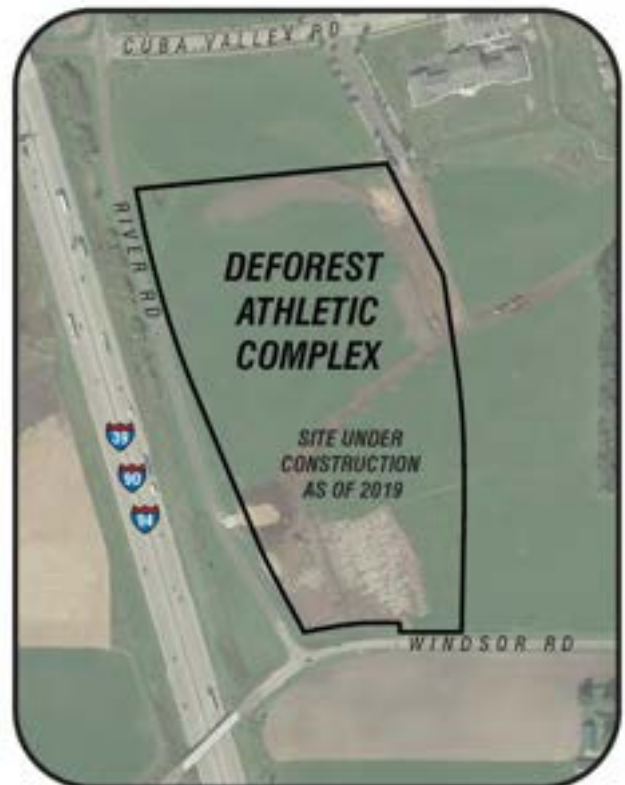 CUBA VALLEY RD
RIVER RD
DEFOREST
ATHLETIC
COMPLEX
SITE UNDER
CONSTRUCTION
AS OF 2019
39
90
94
WINDSOR RD